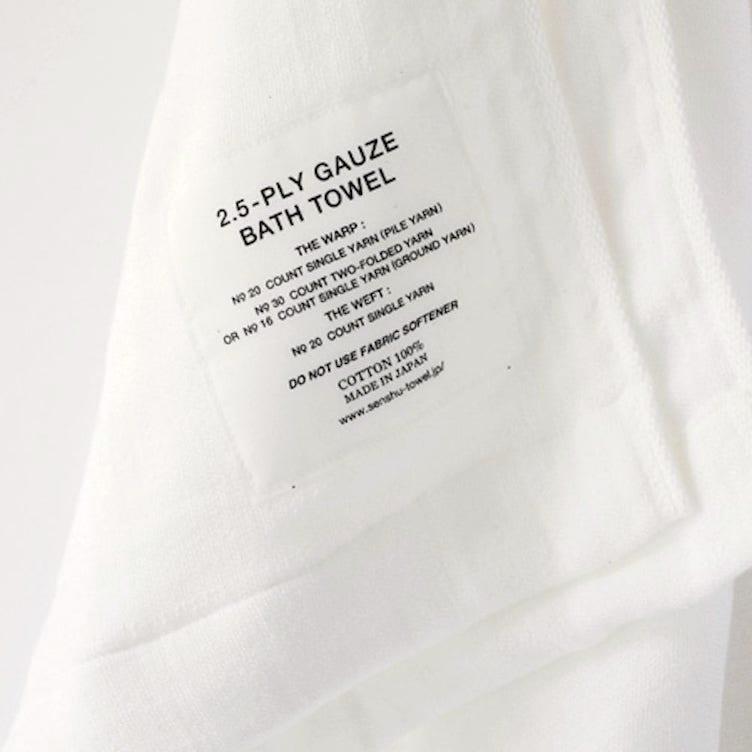 2.5-PLY GAUZE
BATH TOWEL
THE WARP :
№ 20 COUNT SINGLE YARN (PILE YARN)
№ 30 COUNT TWO-FOLDED YARN
OR № 16 COUNT SINGLE YARN (GROUND YARN)
THE WEFT :
№ 20 COUNT SINGLE YARN
DO NOT USE FABRIC SOFTENER
COTTON 100%
MADE IN JAPAN
www.senshu-towel.jp/